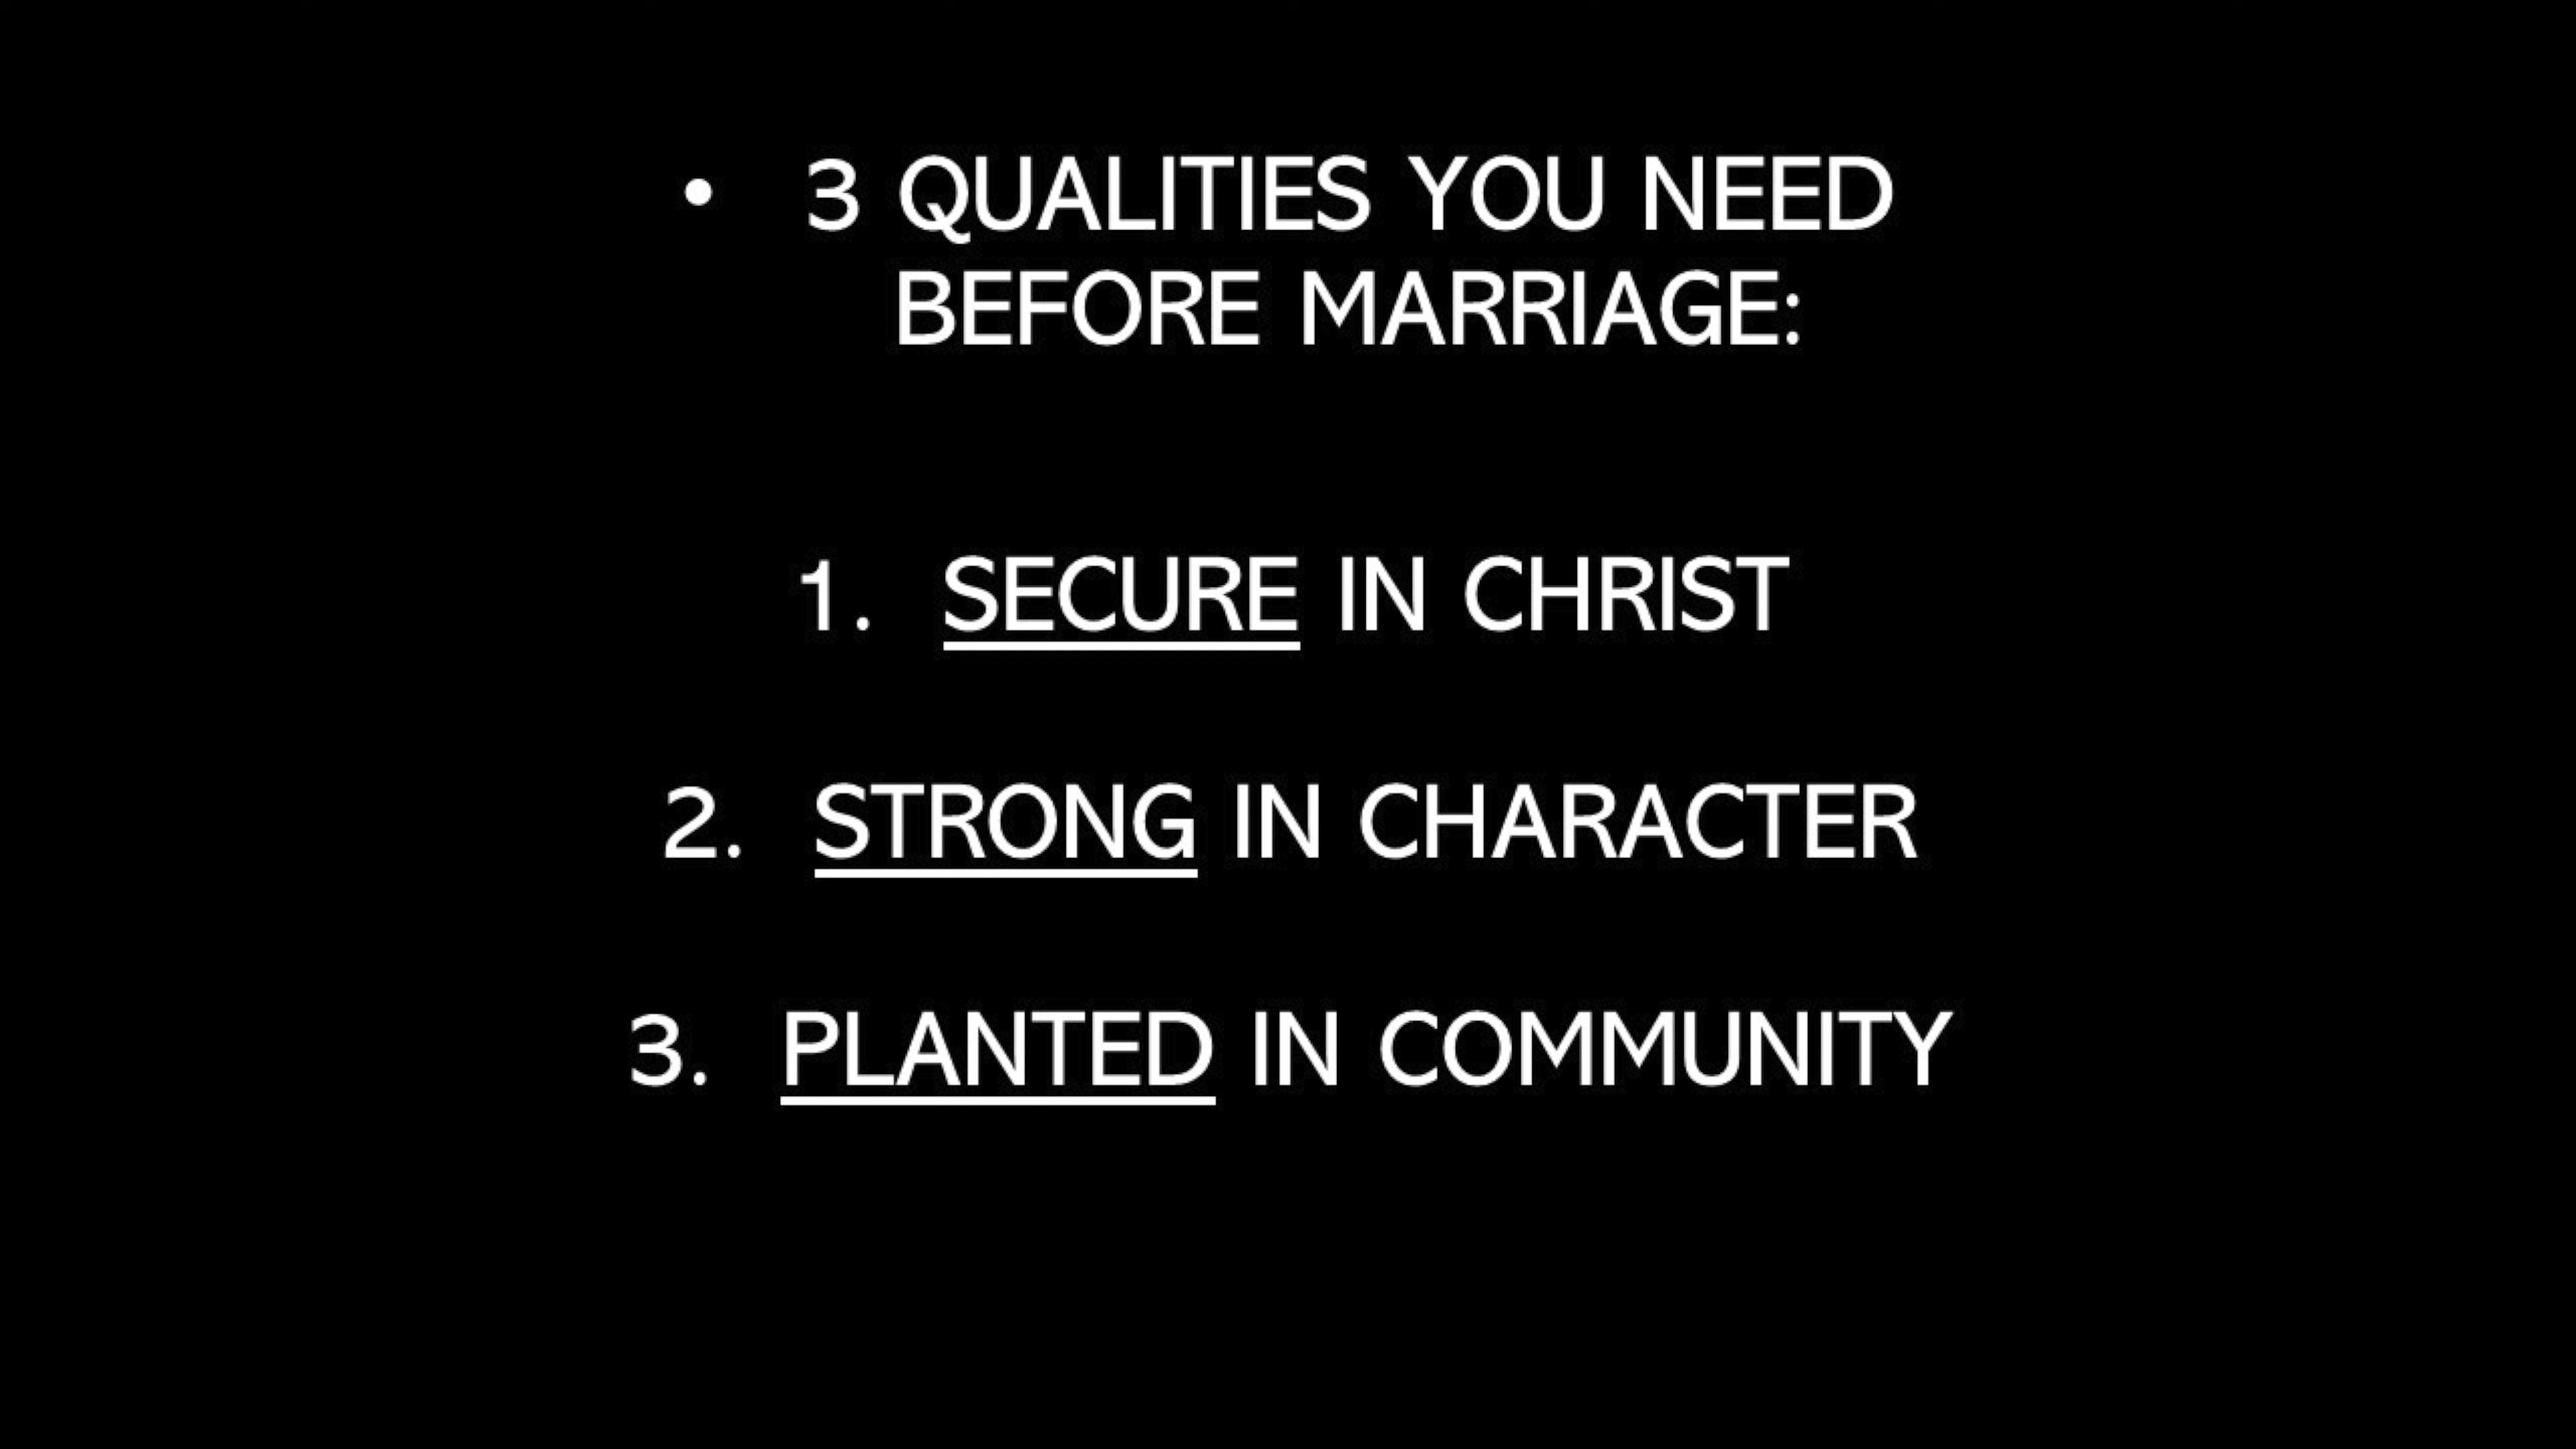 • 3 QUALITIES YOU NEED
BEFORE MARRIAGE:
1. SECURE IN CHRIST
2. STRONG IN CHARACTER
3. PLANTED IN COMMUNITY